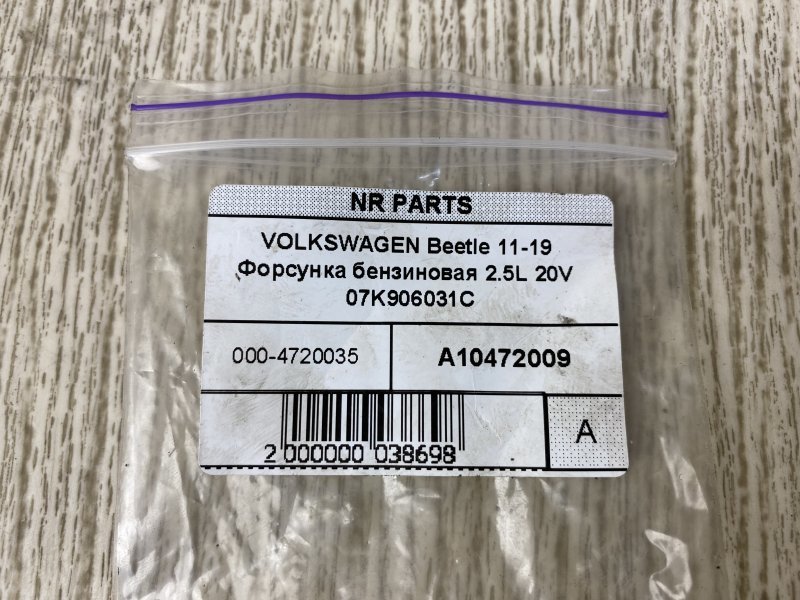 NR PARTS
VOLKSWAGEN Beetle 11-19
Форсунка бензиновая 2.5L 20V
07K906031C
000-4720035
A10472009
2 000000 038698
A